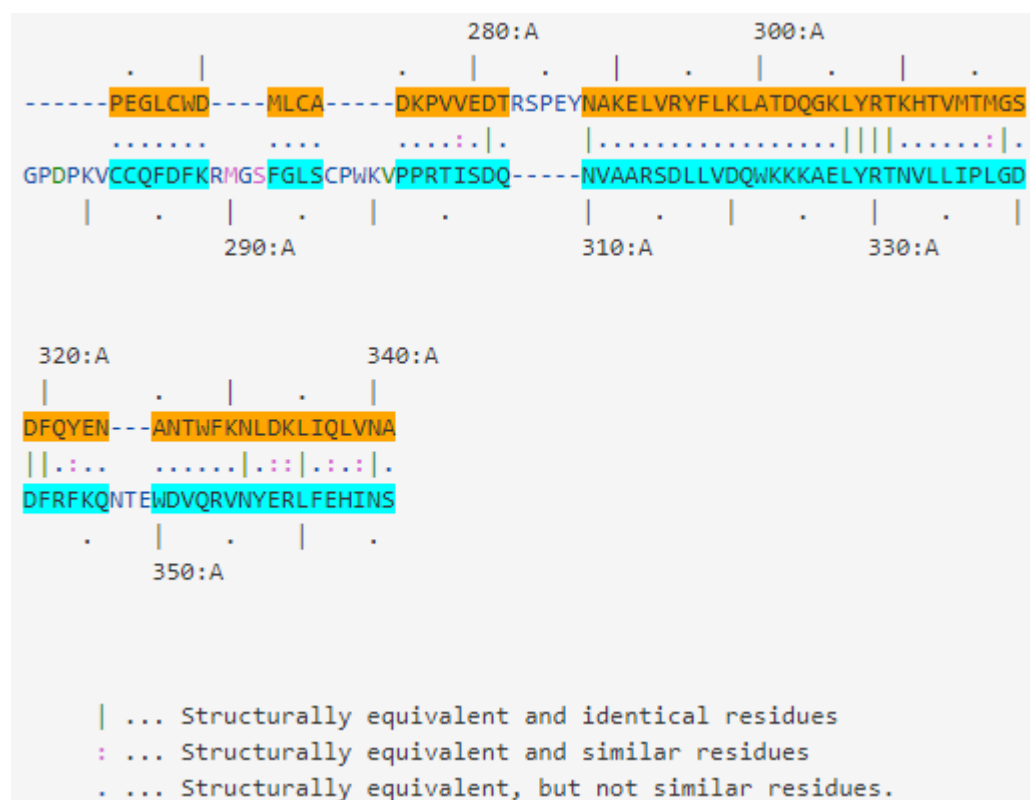 280:A 300:A
. | . | . | . | . | .
------PEGLCWD----MLCA-----DKPVVEDTRSPEYNAKELVRYFLKLATDQGKLYRTKHTVMTMGS
....... .... ....:.|. |.................||||......:|.
GPDPKVCCQFDFKRMGSFGLSCPWKVPPRTISDQ-----NVAARSDLLVDQWKKKAELYRTNVLLIPLGD
| . | . | . | . | . | . |
290:A 310:A 330:A
320:A 340:A
| . | . |
DFQYEN---ANTWFKNLDKLIQLVNA
||.:.. ......|.::|.:.:|.
DFRFKQNTEWDVQRVNYERLFEHINS
. | . | .
350:A
| ... Structurally equivalent and identical residues
: ... Structurally equivalent and similar residues
. ... Structurally equivalent, but not similar residues.